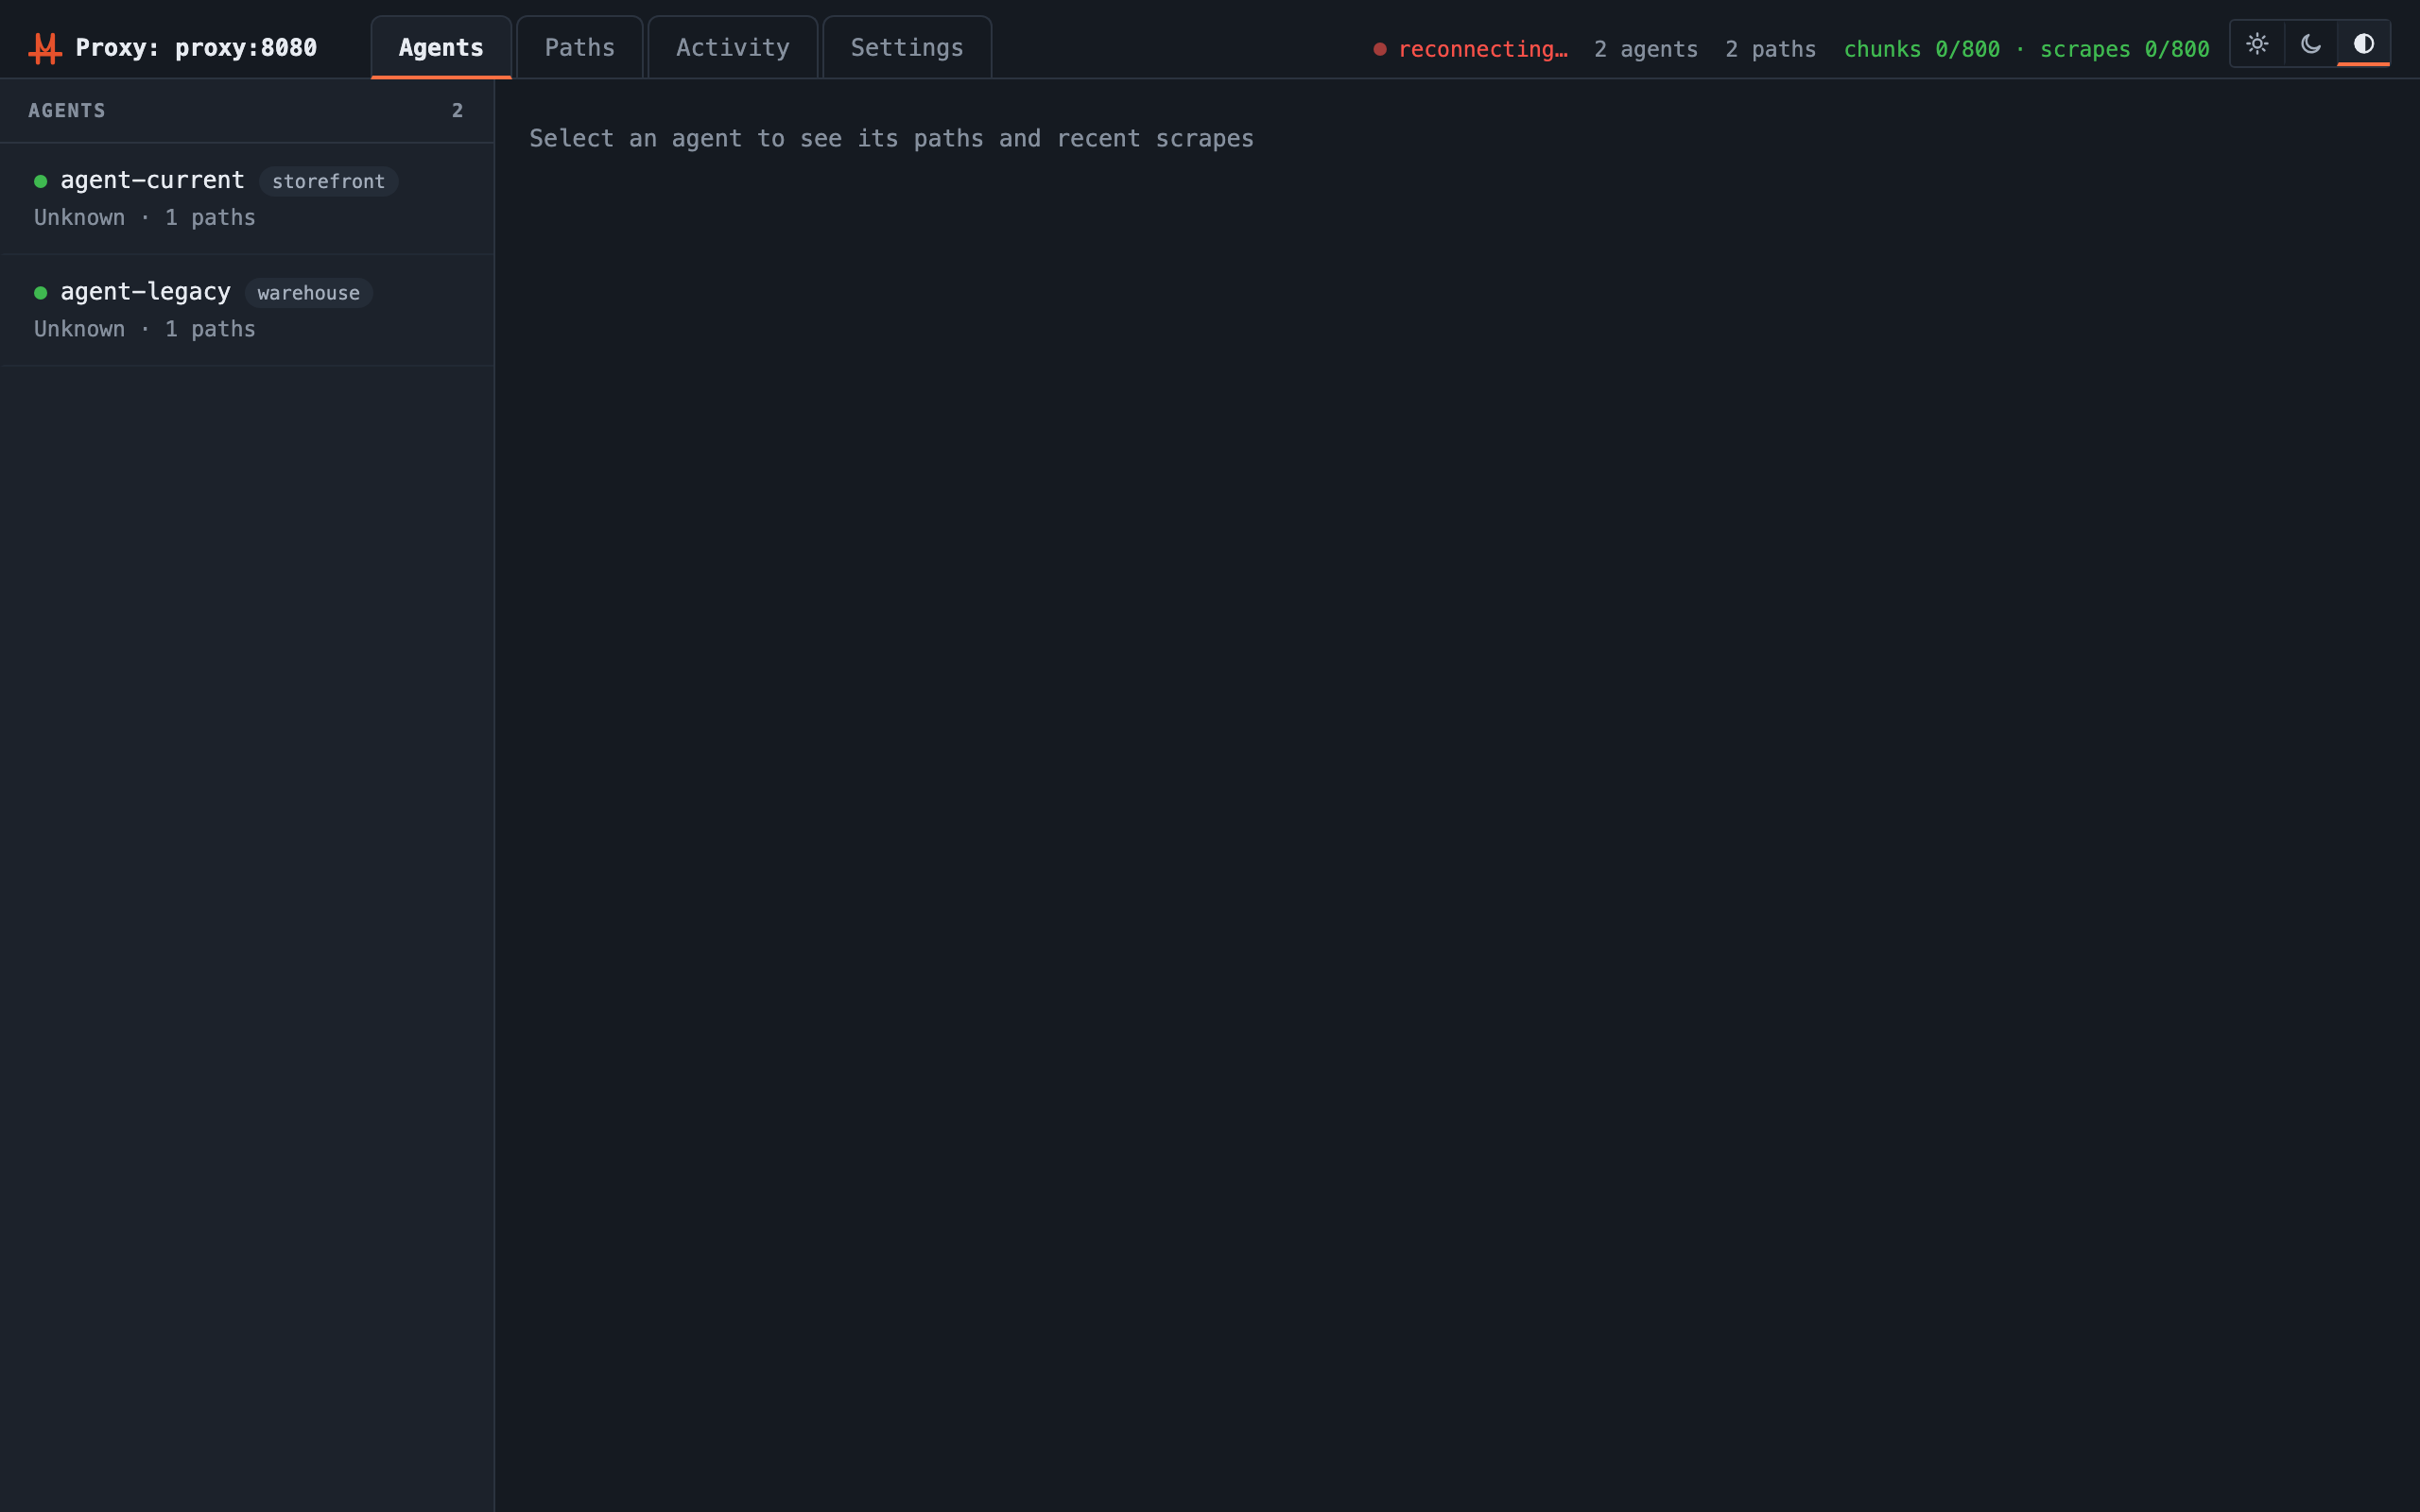 Proxy: proxy:8080
Agents
Paths
Activity
Settings
reconnecting…
2 agents
2 paths
chunks 0/800 · scrapes 0/800
AGENTS 2
agent-current storefront
Unknown · 1 paths
agent-legacy warehouse
Unknown · 1 paths
Select an agent to see its paths and recent scrapes